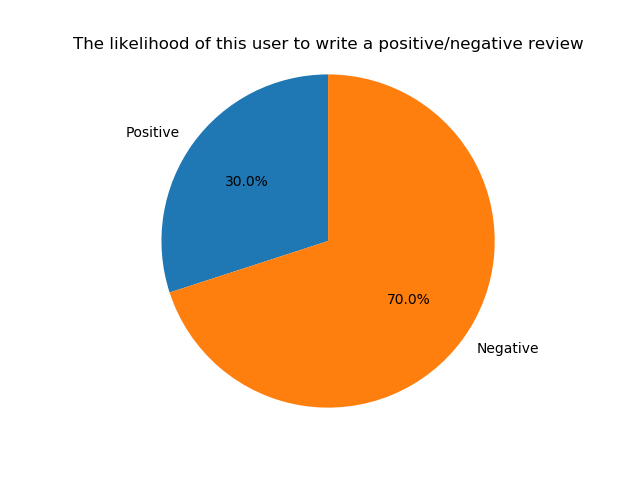 The likelihood of this user to write a positive/negative review
Positive
30.0%
70.0%
Negative